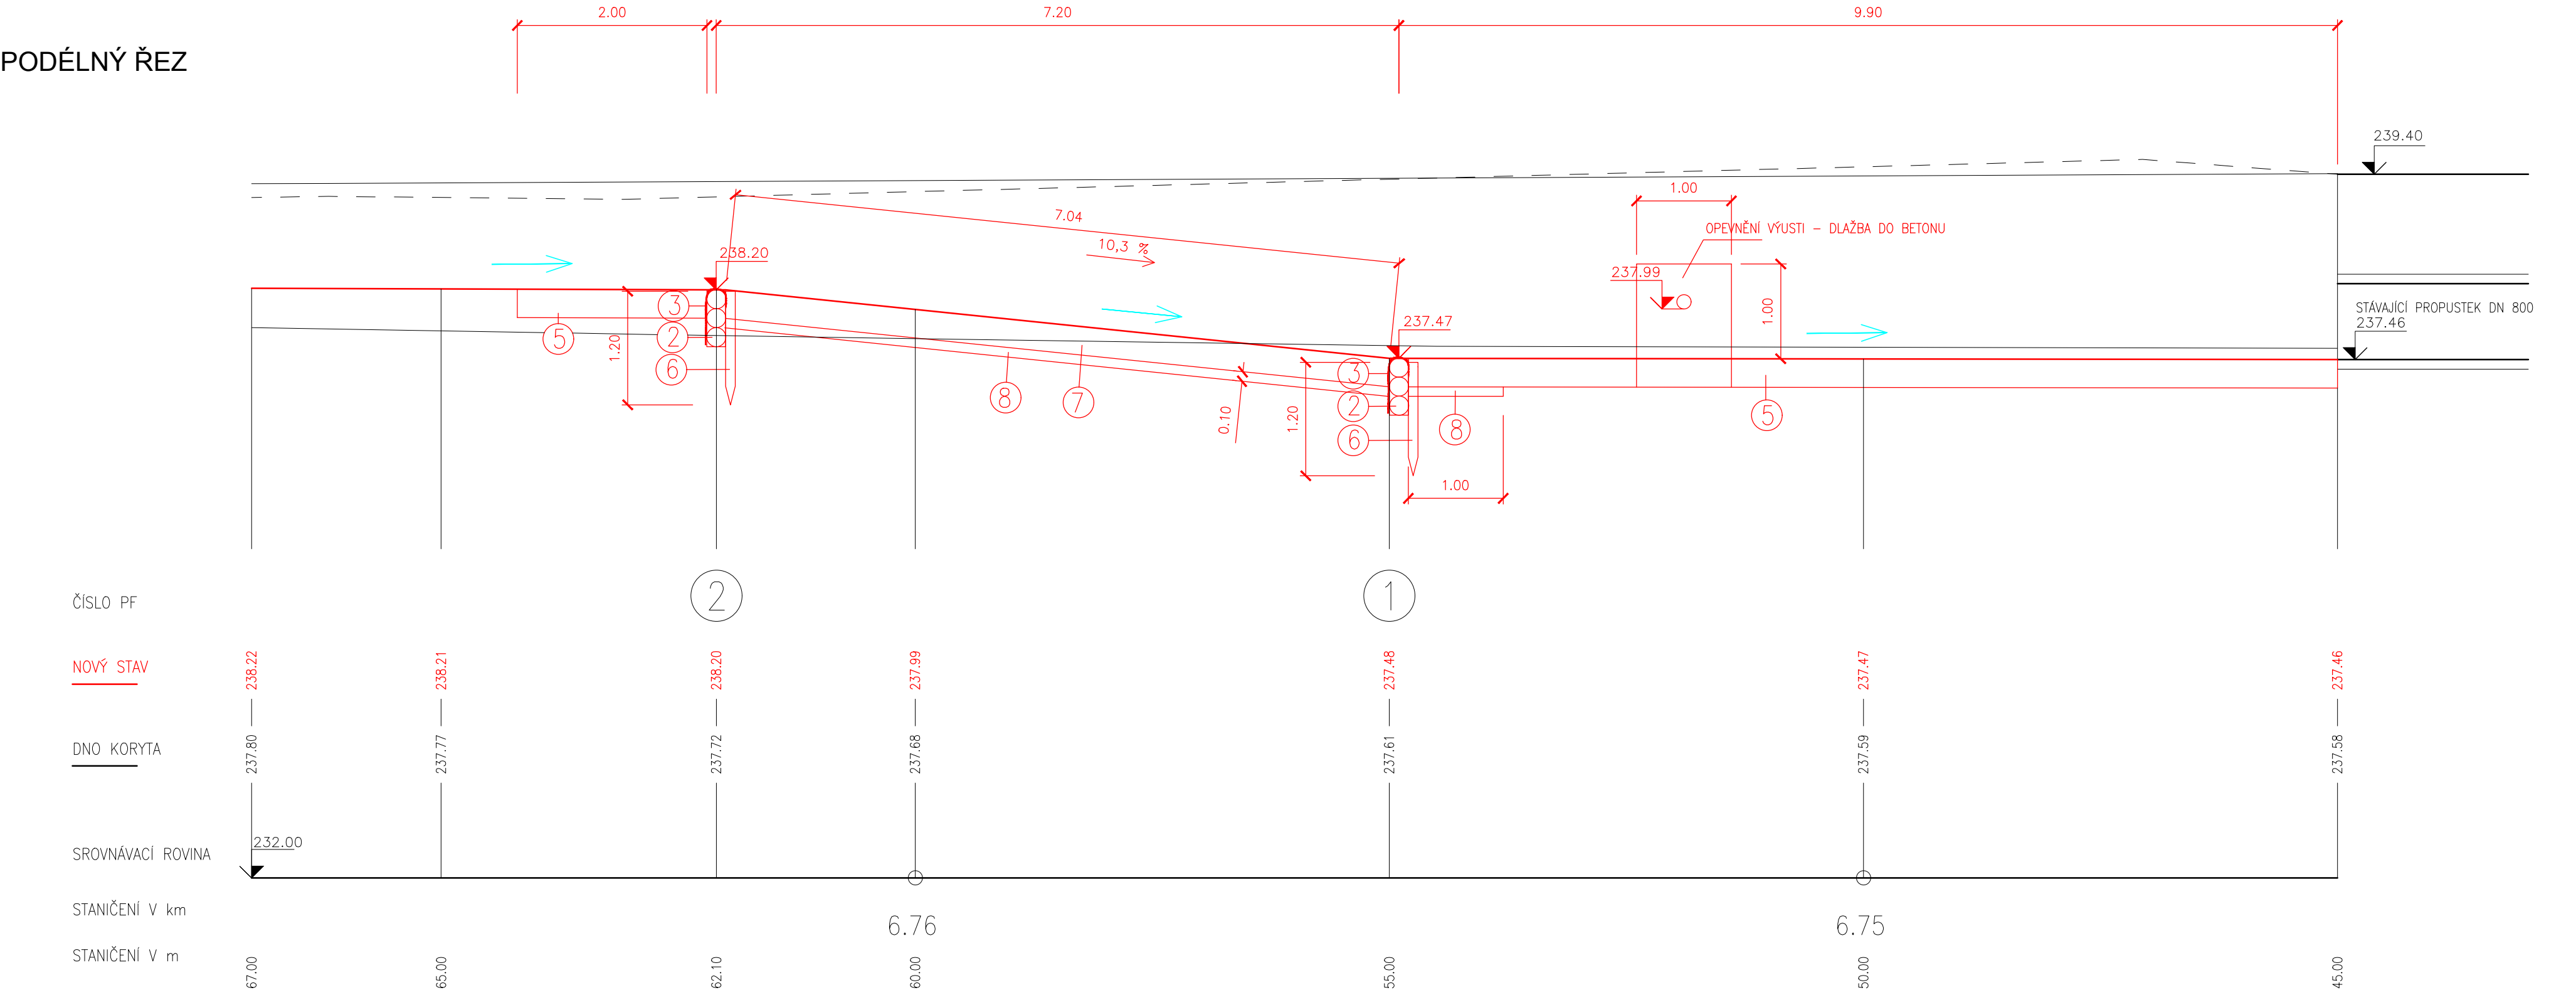 2.00 7.20 9.90
PODÉLNÝ ŘEZ
239.40
1.00
7.04
10,3 %
OPEVNĚNÍ VÝUSTI - DLAŽBA DO BETONU
238.20
237.99
3
1.00
STÁVAJÍCÍ PROPUSTEK DN 800
237.46
237.47
5
2
1.20
6
3
8
7
2
0.10
1.20
5
8
6
1.00
ČÍSLO PF 2 1
NOVÝ STAV 238.22 238.21 238.20 237.99 237.48 237.47 237.46
DNO KORYTA 237.80 237.77 237.72 237.68 237.61 237.59 237.58
232.00
SROVNÁVACÍ ROVINA
STANIČENÍ V km 6.76 6.75
STANIČENÍ V m 67.00 65.00 62.10 60.00 55.00 50.00 45.00